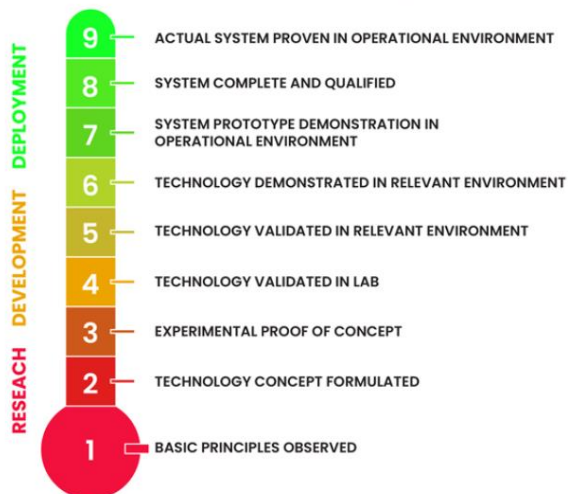 9 ACTUAL SYSTEM PROVEN IN OPERATIONAL ENVIRONMENT
8 SYSTEM COMPLETE AND QUALIFIED
7 SYSTEM PROTOTYPE DEMONSTRATION IN
OPERATIONAL ENVIRONMENT
6 TECHNOLOGY DEMONSTRATED IN RELEVANT ENVIRONMENT
5 TECHNOLOGY VALIDATED IN RELEVANT ENVIRONMENT
4 TECHNOLOGY VALIDATED IN LAB
3 EXPERIMENTAL PROOF OF CONCEPT
2 TECHNOLOGY CONCEPT FORMULATED
1 BASIC PRINCIPLES OBSERVED
DEPLOYMENT
DEVELOPMENT
RESEACH